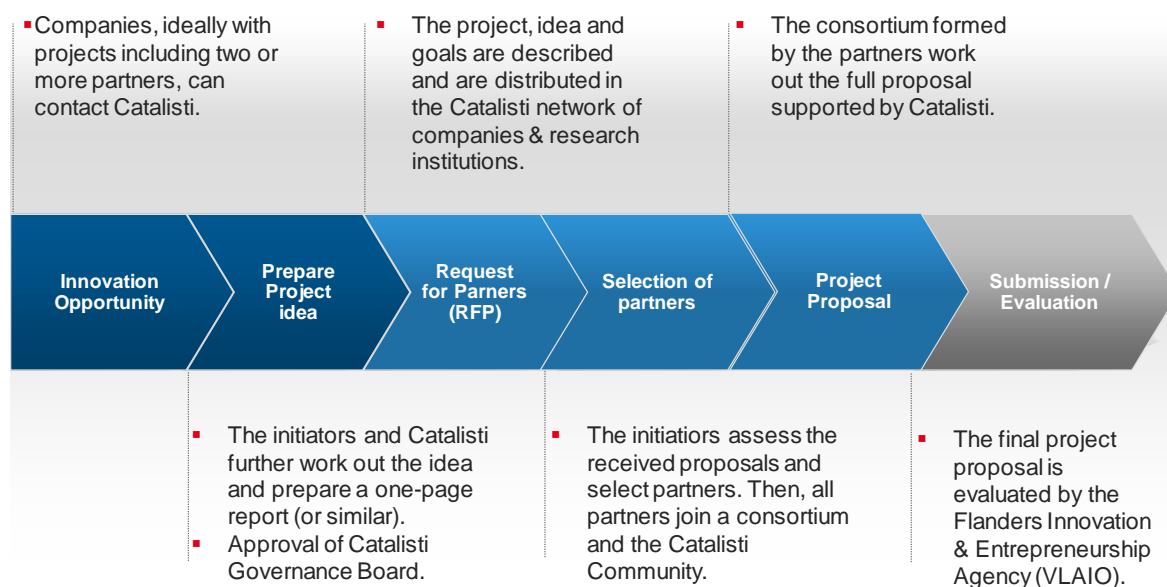 ▪Companies, ideally with
projects including two or
more partners, can
contact Catalisti.
▪ The project, idea and
goals are described
and are distributed in
the Catalisti network of
companies & research
institutions.
▪ The consortium formed
by the partners work
out the full proposal
supported by Catalisti.
Innovation
Opportunity
Prepare
Project
idea
Request
for Parners
(RFP)
Selection of
partners
Project
Proposal
Submission /
Evaluation
▪ The initiators and Catalisti
further work out the idea
and prepare a one-page
report (or similar).
▪ Approval of Catalisti
Governance Board.
▪ The initiatiors assess the
received proposals and
select partners. Then, all
partners join a consortium
and the Catalisti
Community.
▪ The final project
proposal is
evaluated by the
Flanders Innovation
& Entrepreneurship
Agency (VLAIO).